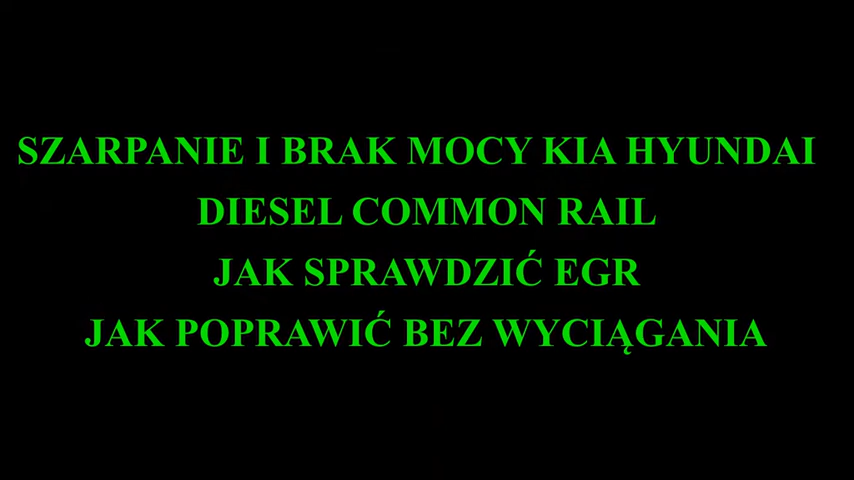 SZARPANIE I BRAK MOCY KIA HYUNDAI
DIESEL COMMON RAIL
JAK SPRAWDZIĆ EGR
JAK POPRAWIĆ BEZ WYCIĄGANIA